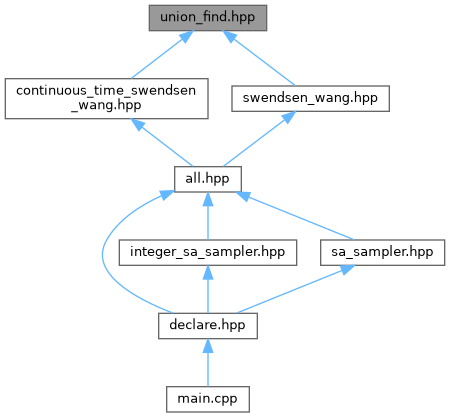 union_find.hpp
continuous_time_swendsen
_wang.hpp
swendsen_wang.hpp
all.hpp
integer_sa_sampler.hpp
sa_sampler.hpp
declare.hpp
main.cpp